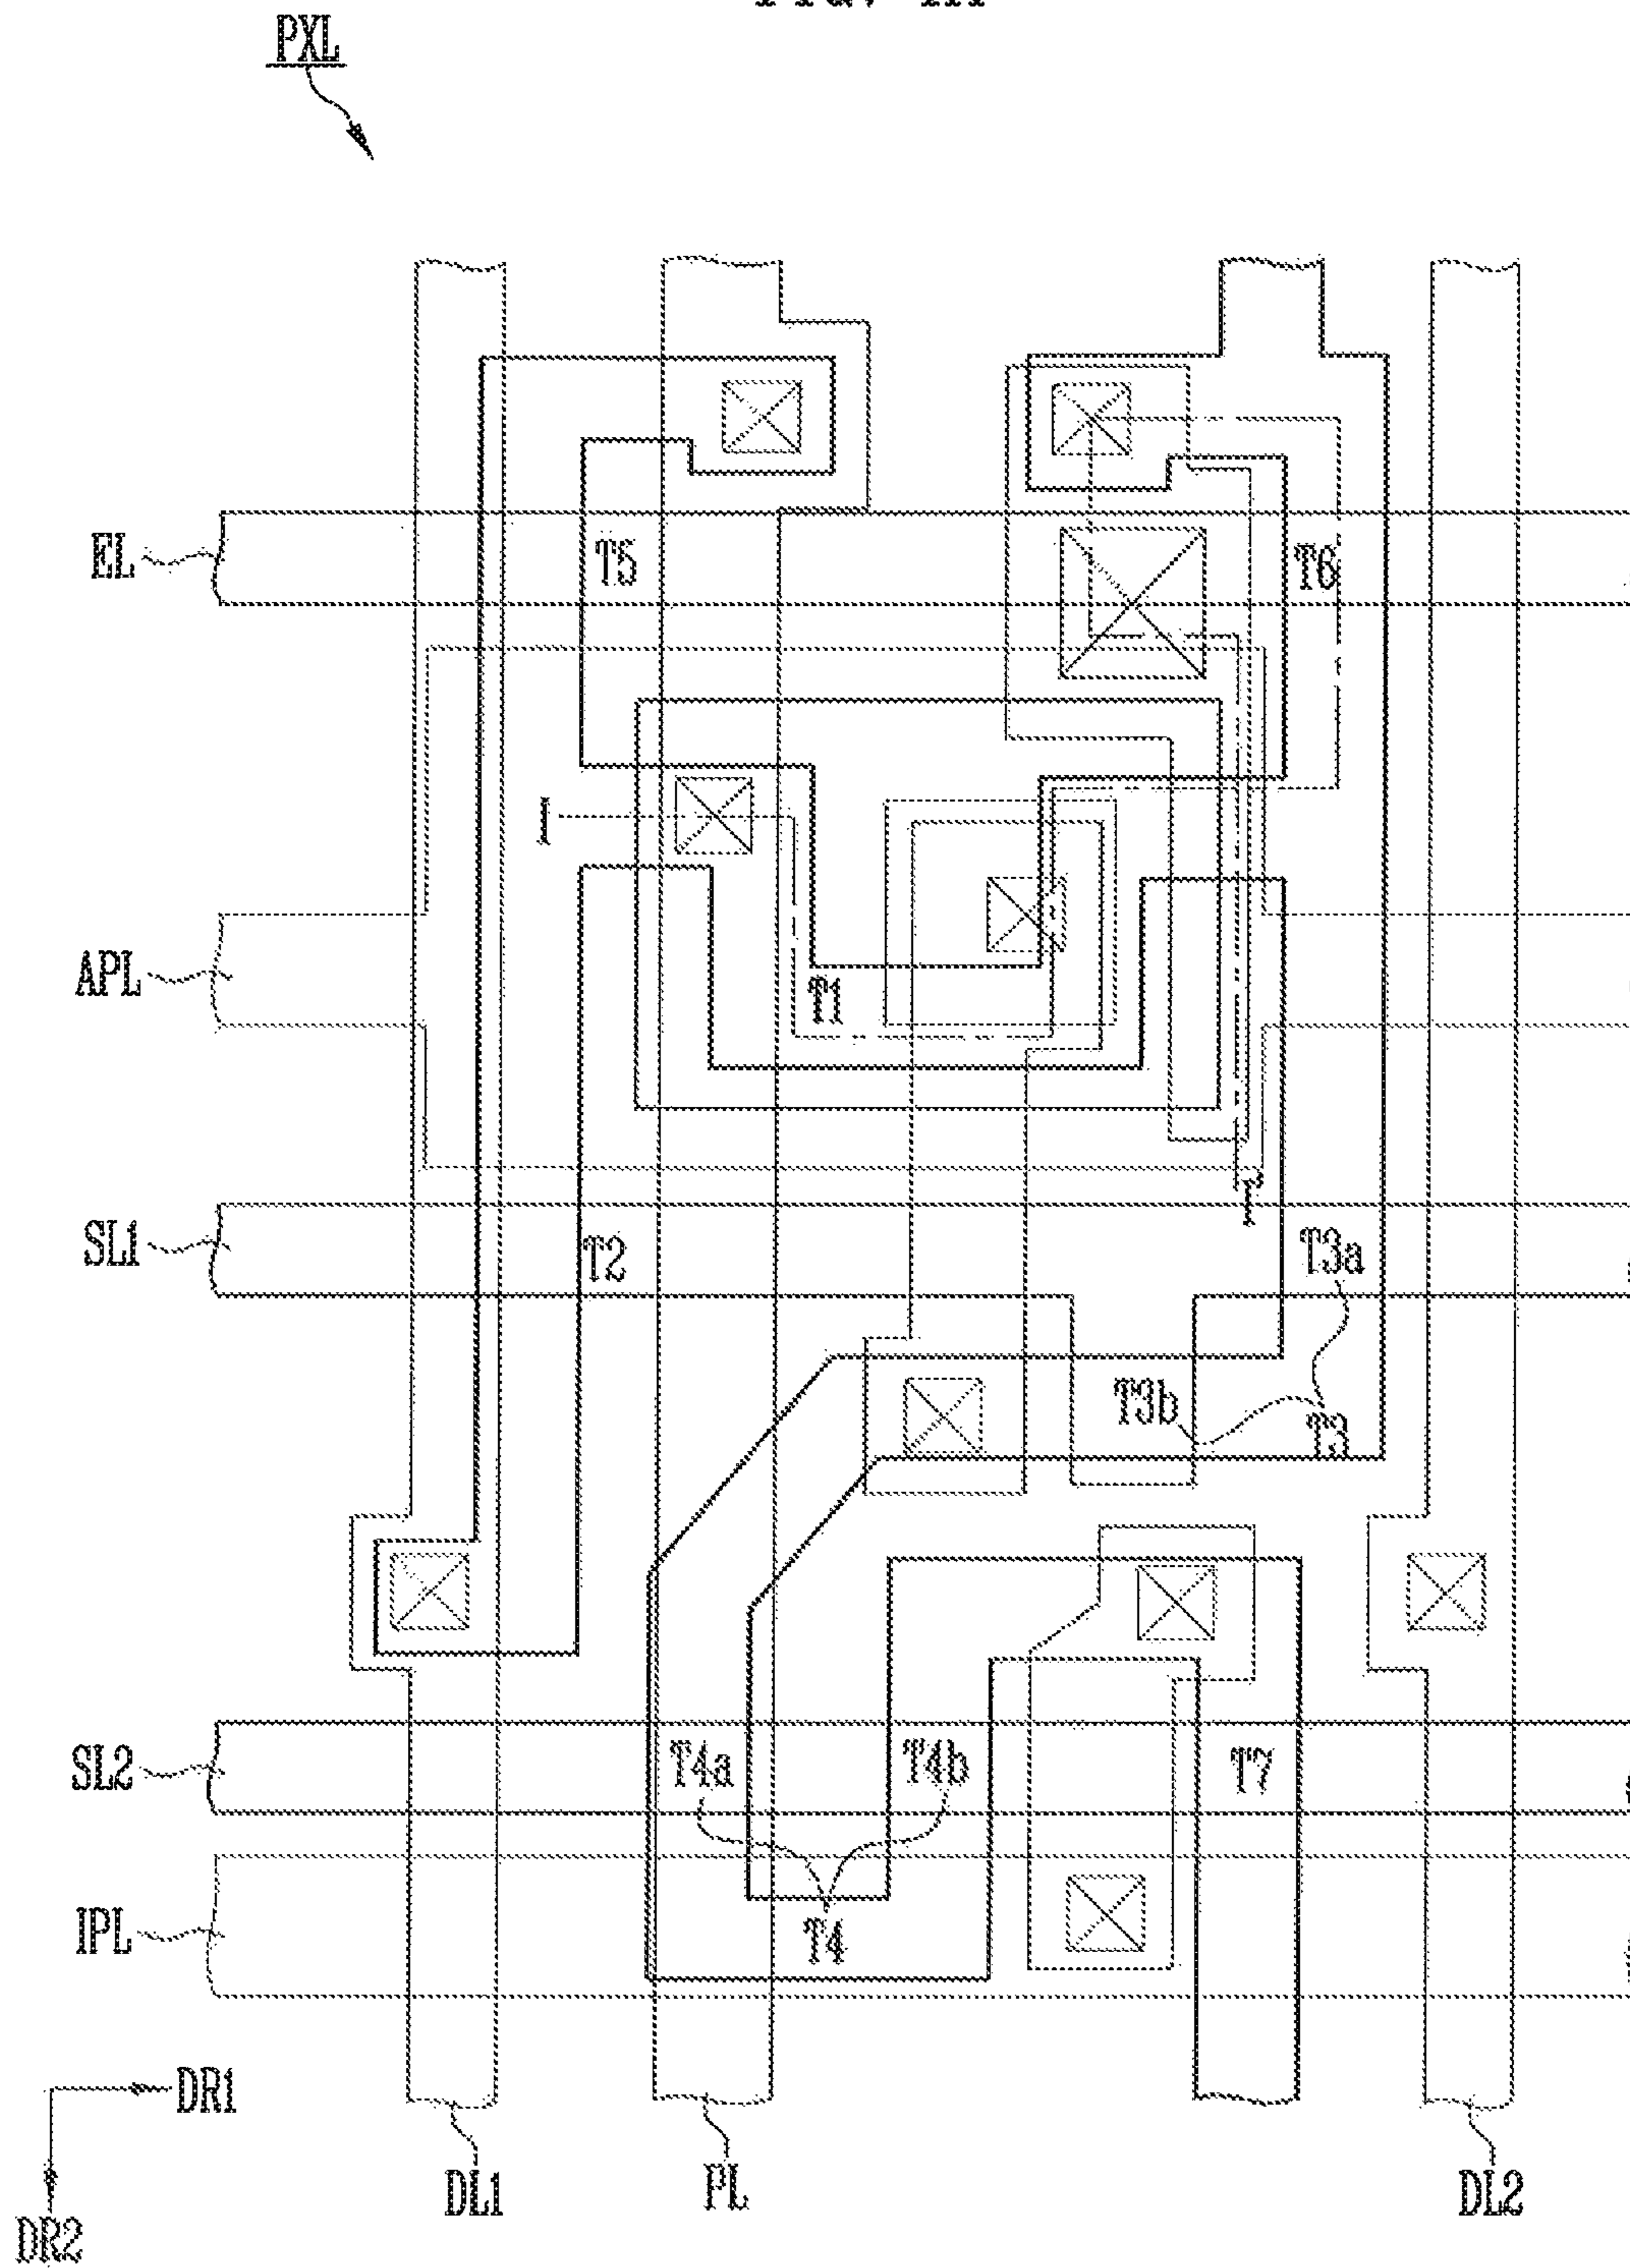 PXL
EL
T5
T6
I
APL
T1
I'
SL1
T2
T3a
T3b
T3
SL2
T4a
T4b
T7
IPL
T4
DR1
DR2
DL1
PL
DL2